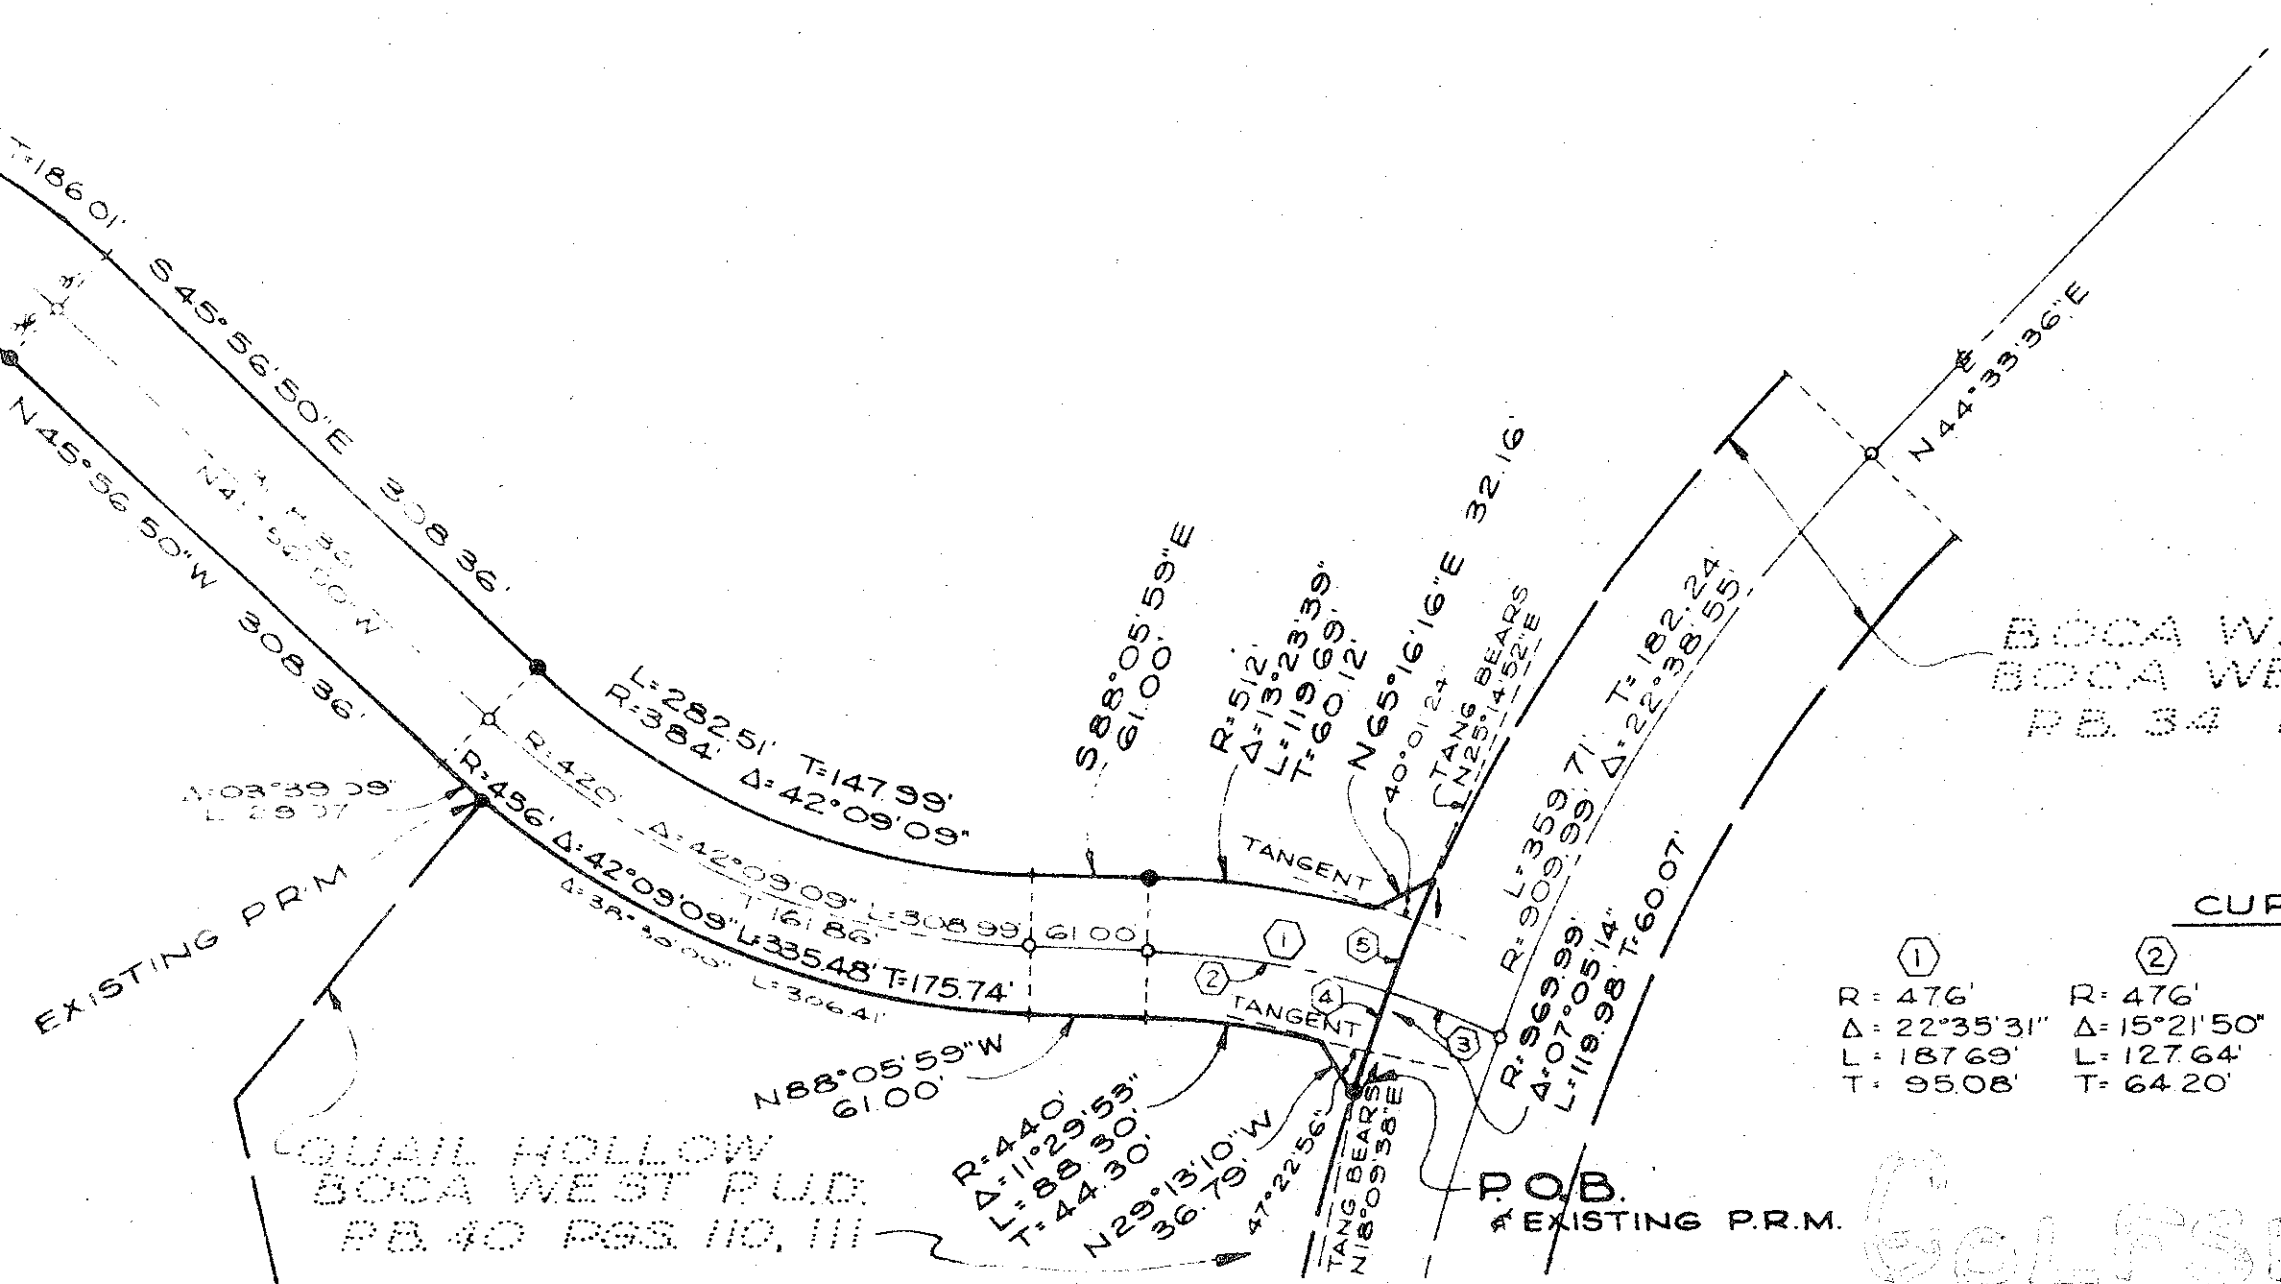 T=186.01'
S45°56'50"E 308.36'
N45°56'50"W 308.36'
Δ=03°39'09"
EXISTING P.R.M
L=282.51' T=147.99'
R=384' Δ=42°09'09"
R=420' Δ=42°09'09" L=308.99'
T 161.86'
61.00'
R=456' Δ=42°09'09" L=335.48' T=175.74'
L=306.41'
S88°05'59"E
61.00'
R=512'
Δ=13°23'39"
L=119.69'
T=60.12'
N65°16'16"E 32.16'
40°01'24"
TANG BEARS
N25°14'52"E
TANGENT
TANGENT
1
2
3
4
5
L=359.71' T=182.24'
R=909.99' Δ=22°38'55"
N44°33'36"E
R=969.99'
Δ=07°05'14"
L=119.98' T=60.07'
BOCA W
BOCA WE
P.B. 34
CUR
1
R = 476'
Δ = 22°35'31"
L = 187.69'
T = 95.08'
2
R= 476'
Δ= 15°21'50"
L= 127.64'
T= 64.20'
N88°05'59"W
61.00'
R=440'
Δ=11°29'53"
L=88.30'
T=44.30'
N29°13'10"W
36.79'
47°22'56"
TANG BEARS
N18°09'38"E
P.O.B.
& EXISTING P.R.M.
QUAIL HOLLOW
BOCA WEST P.U.D.
P.B. 40 PGS. 110, 111